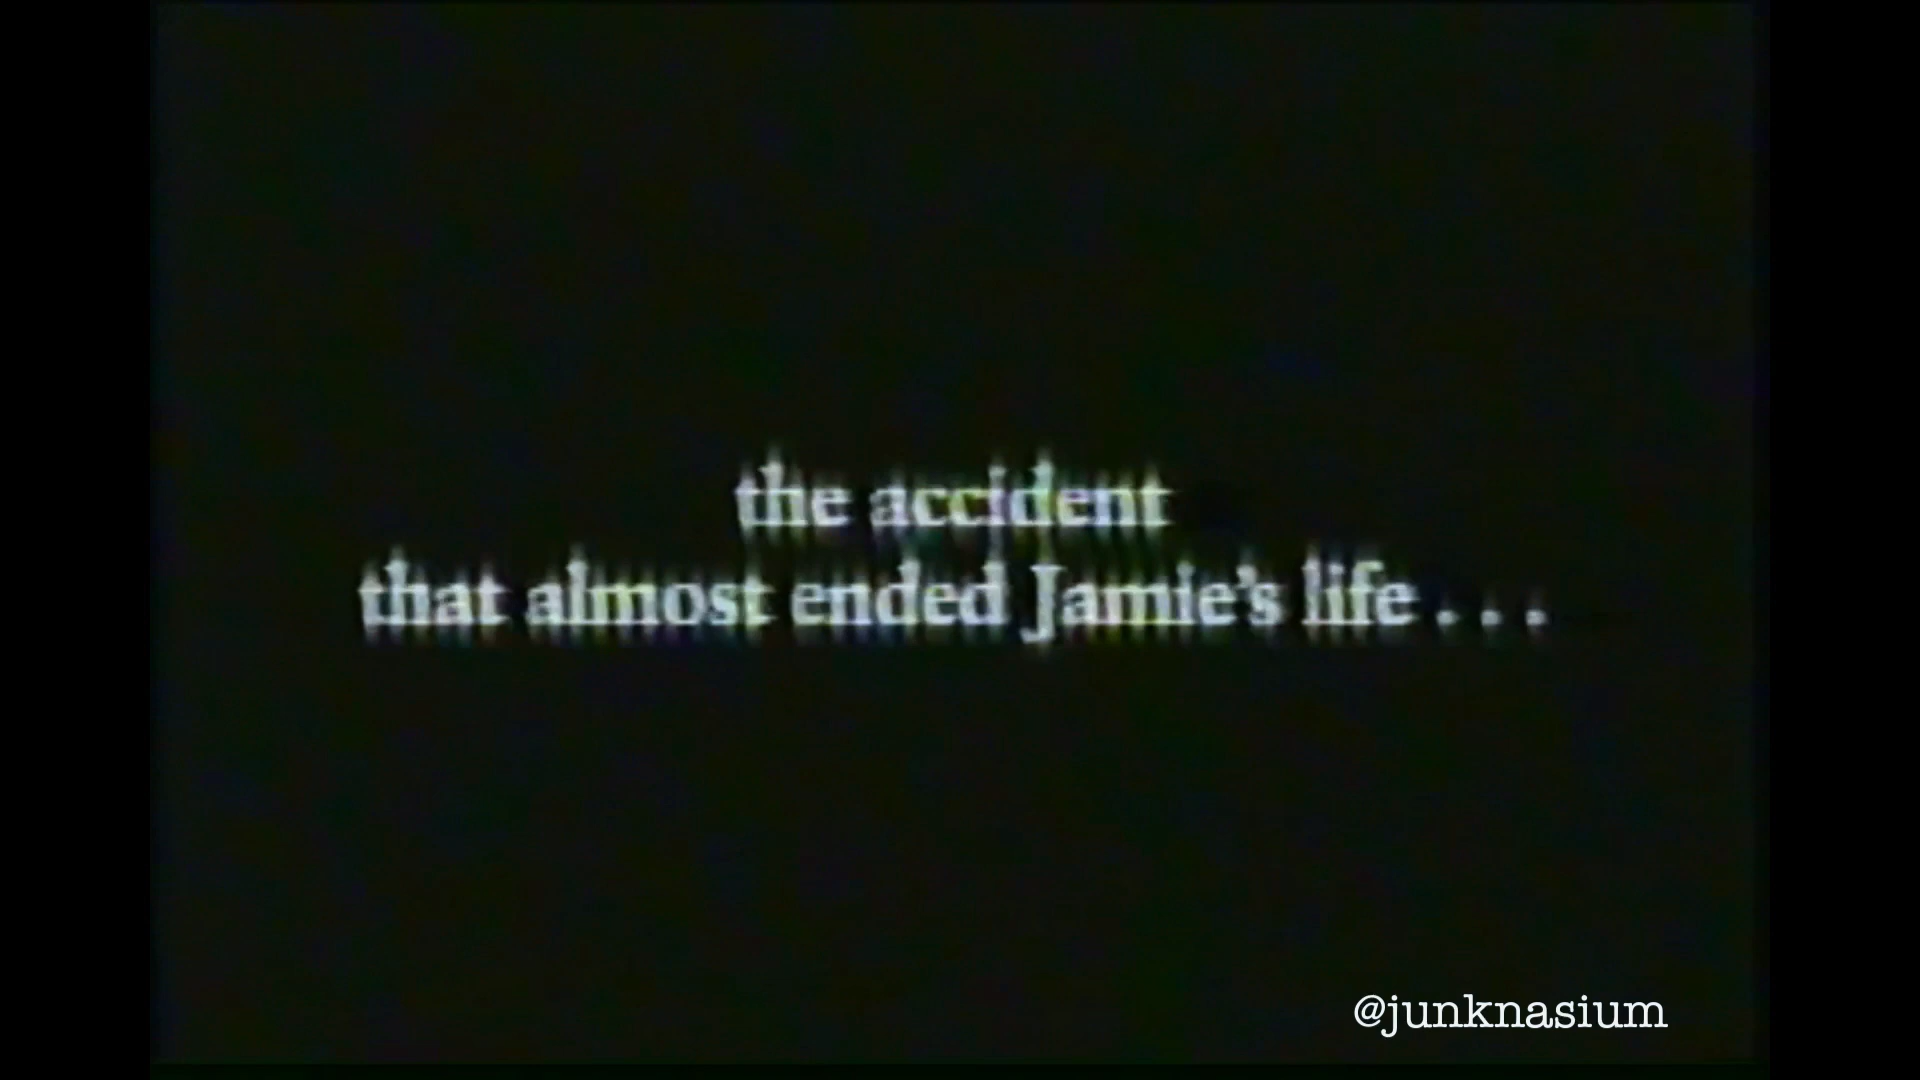 the accident
that almost ended Jamie's life . . .
@junknasium